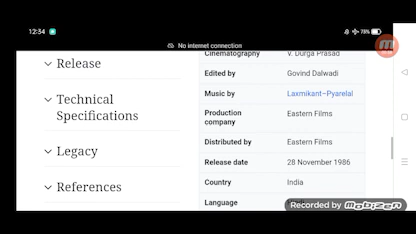 12:34
73%
No internet connection
Cinematography V. Durga Prasad
Release
Edited by Govind Dalwadi
Music by Laxmikant–Pyarelal
Technical
Specifications
Production
company Eastern Films
Distributed by Eastern Films
Legacy
Release date 28 November 1986
Country India
References
Language
Recorded by MOBIZEN